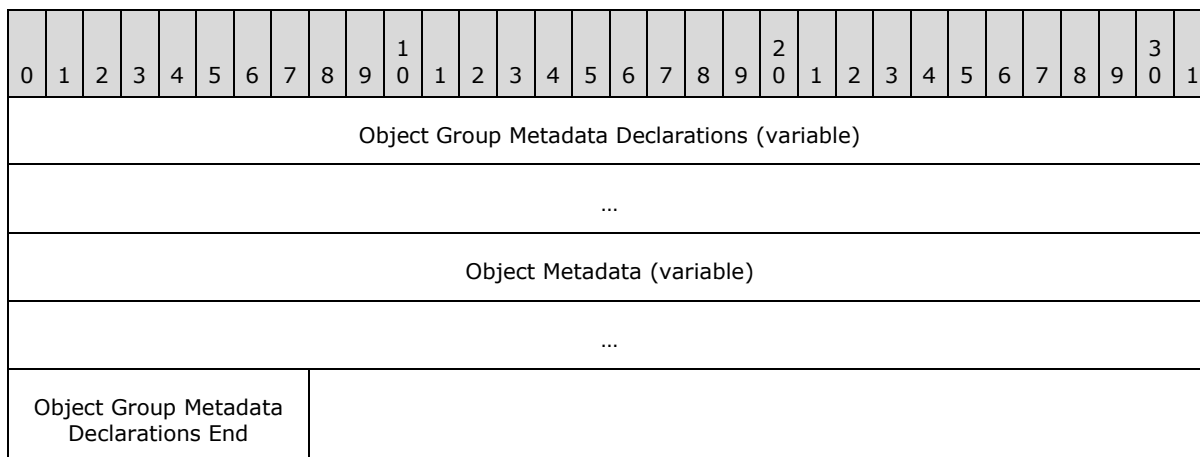 1 2 3
0 1 2 3 4 5 6 7 8 9 0 1 2 3 4 5 6 7 8 9 0 1 2 3 4 5 6 7 8 9 0 1
Object Group Metadata Declarations (variable)
...
Object Metadata (variable)
...
Object Group Metadata
Declarations End